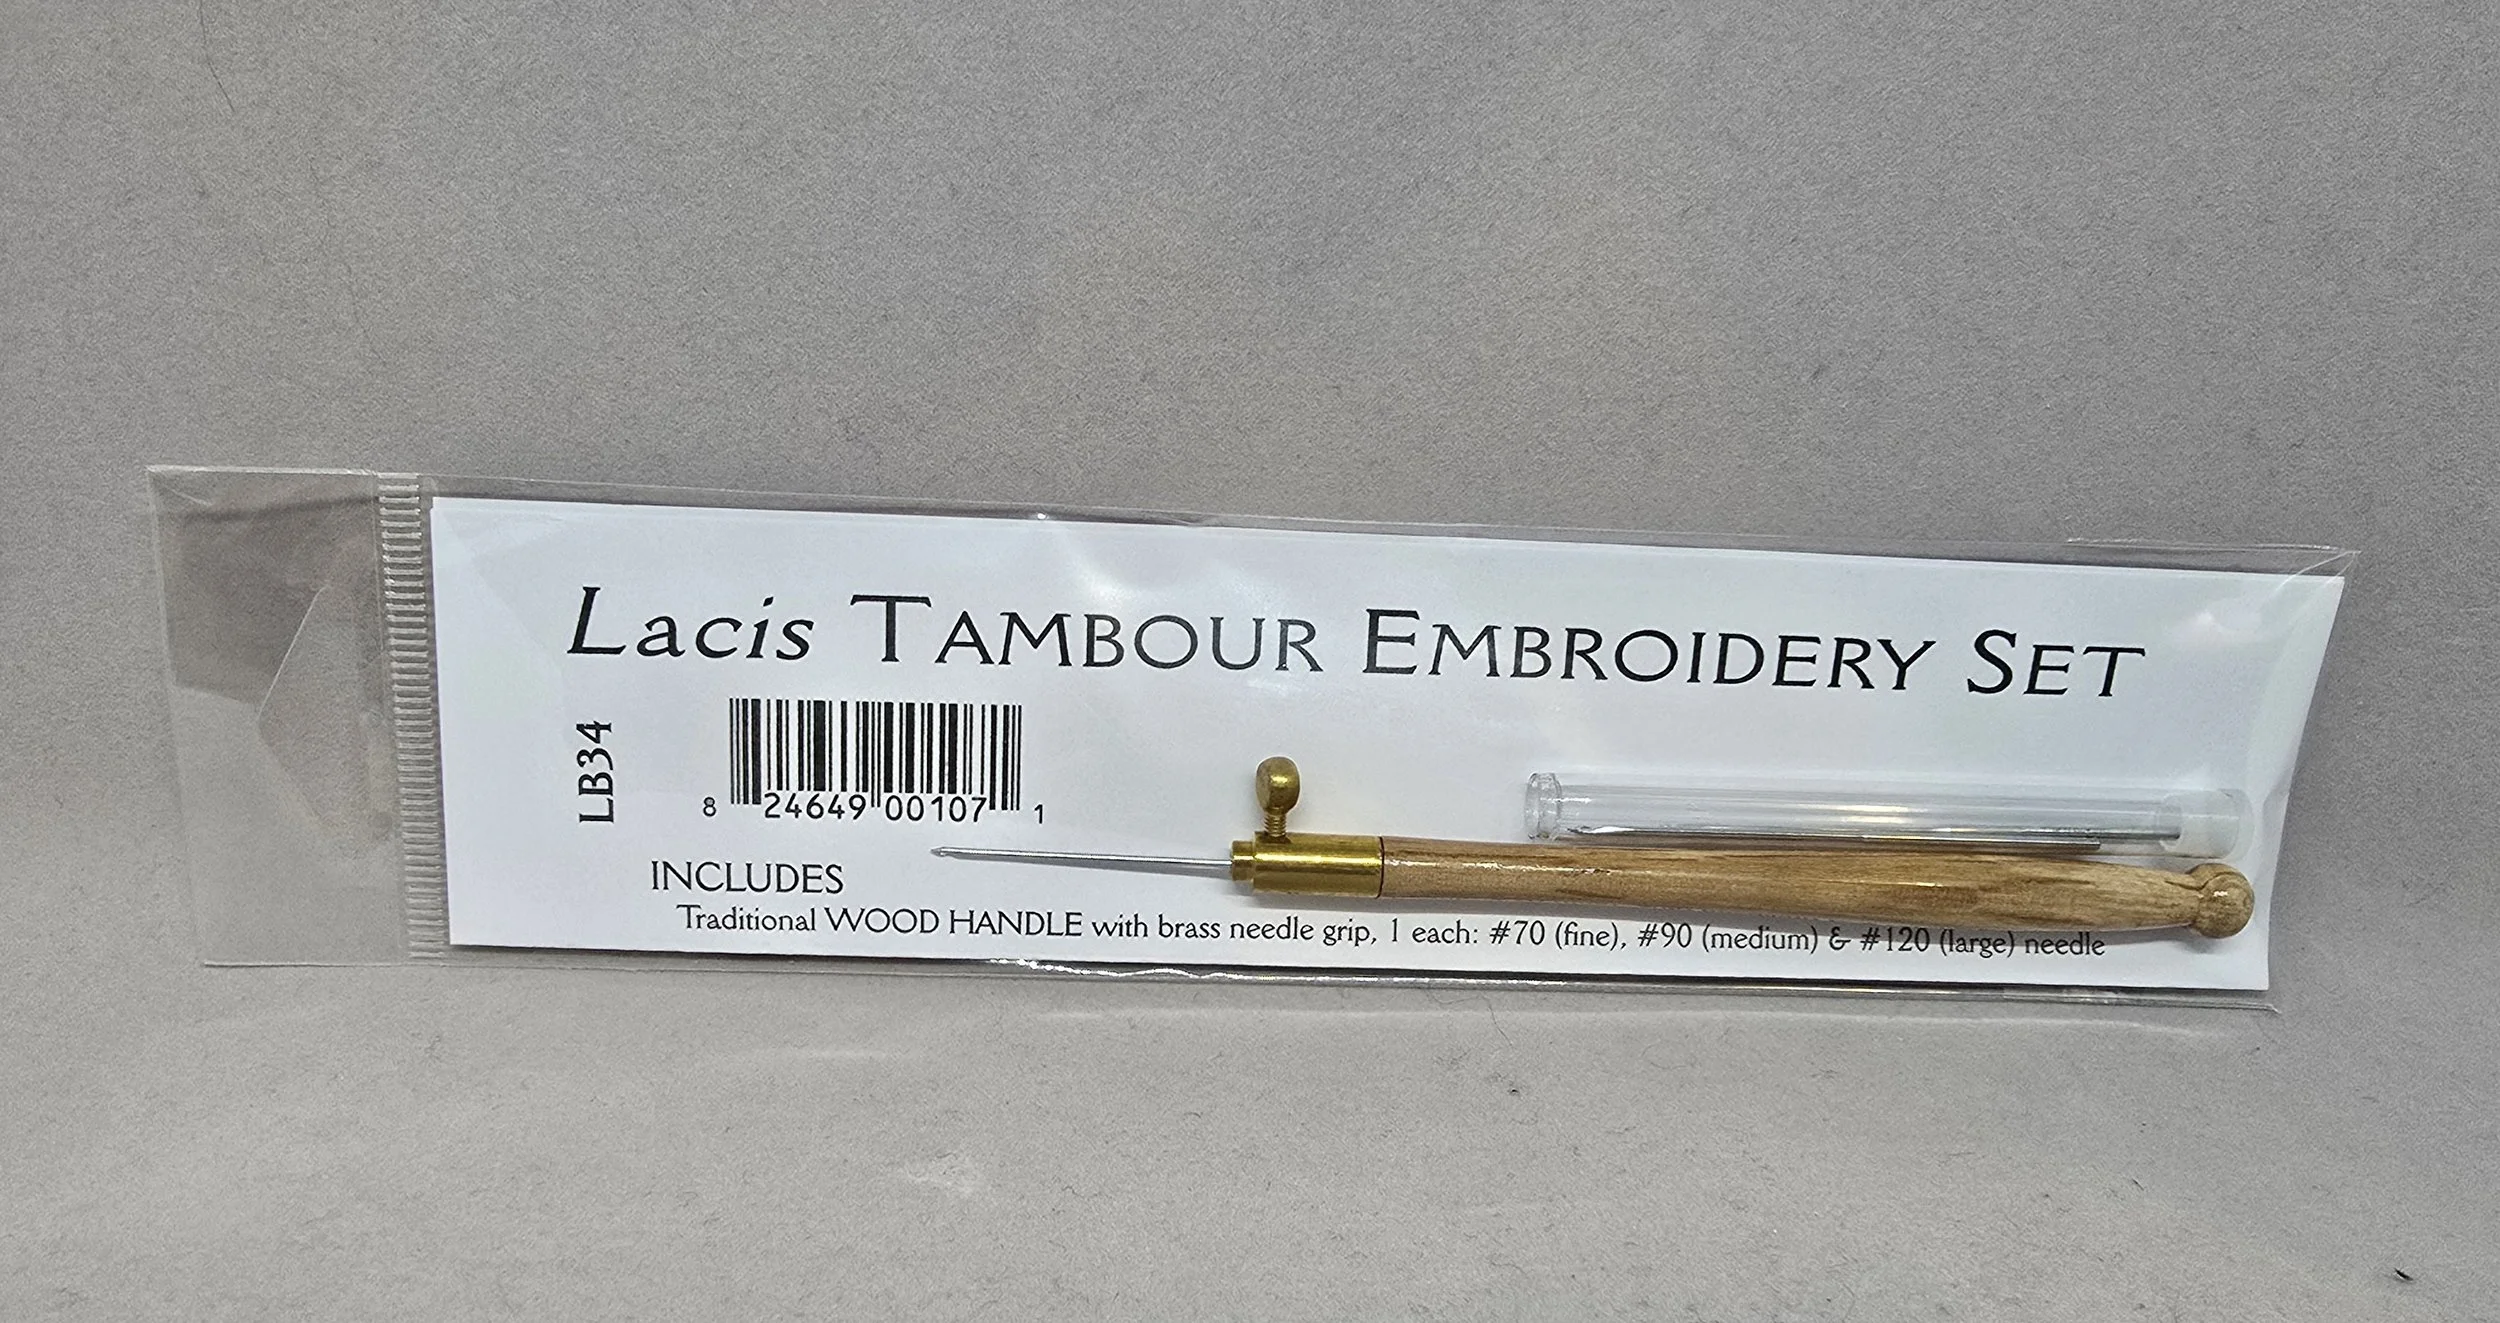 Lacis TAMBOUR EMBROIDERY SET
LB34
8 24649 00107 1
INCLUDES
Traditional WOOD HANDLE with brass needle grip, 1 each: #70 (fine), #90 (medium) & #120 (large) needle